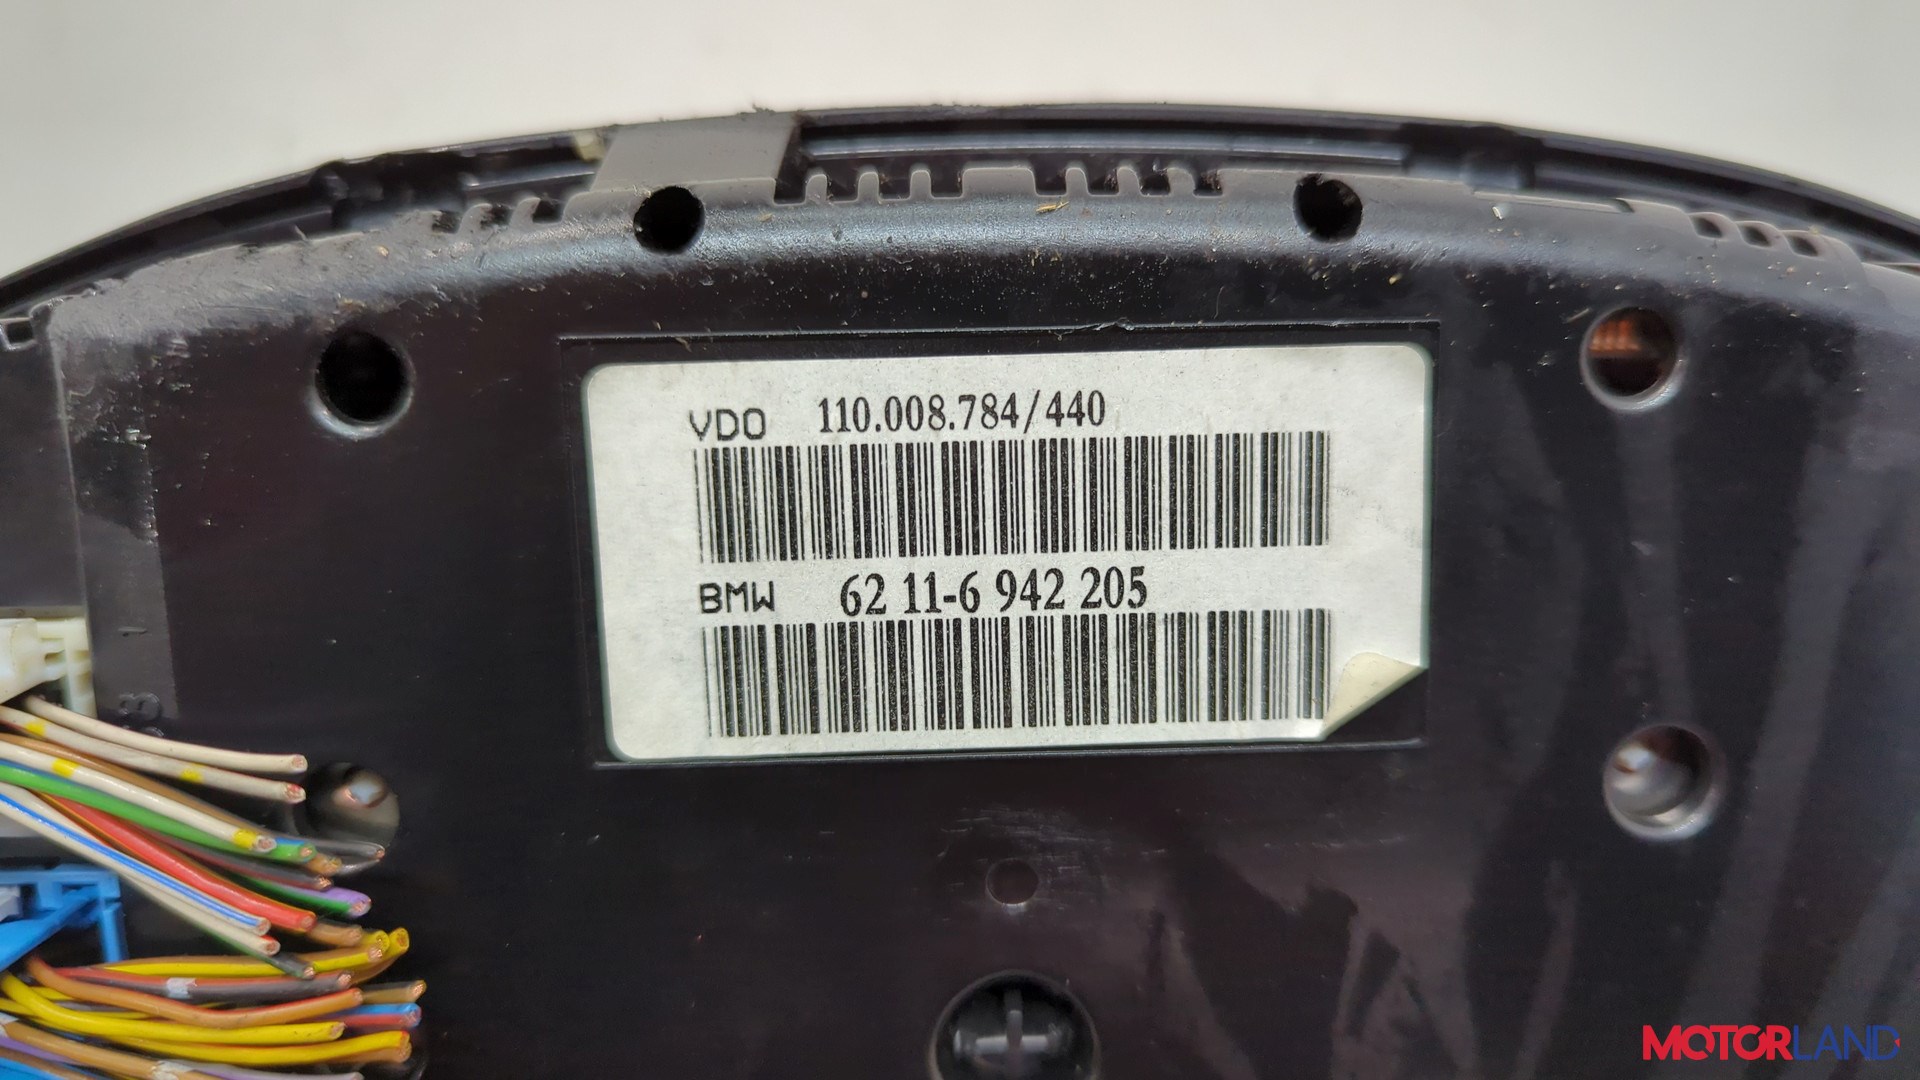 VDO 110.008.784/440
BMW 62 11-6 942 205
MOTORLAND